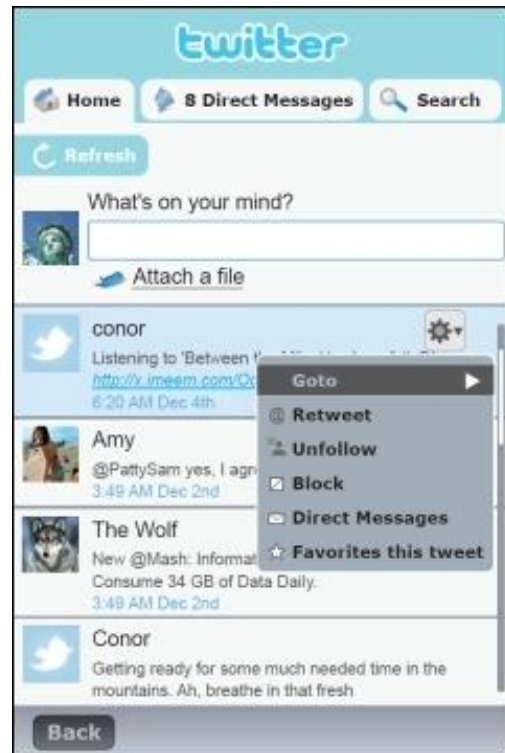 twitter
Home
8 Direct Messages
Search
Refresh
What's on your mind?
Attach a file
conor
Listening to 'Between
http://x.imeem.com/
6:20 AM Dec 4th
Goto
Retweet
Unfollow
Block
Direct Messages
Favorites this tweet
Amy
@PattySam yes, I
3:49 AM Dec 2nd
The Wolf
New @Mash:
Consume 34 GB of Data Daily.
3:49 AM Dec 2nd
Conor
Getting ready for some much needed time in the
mountains. Ah, breathe in that fresh
Back